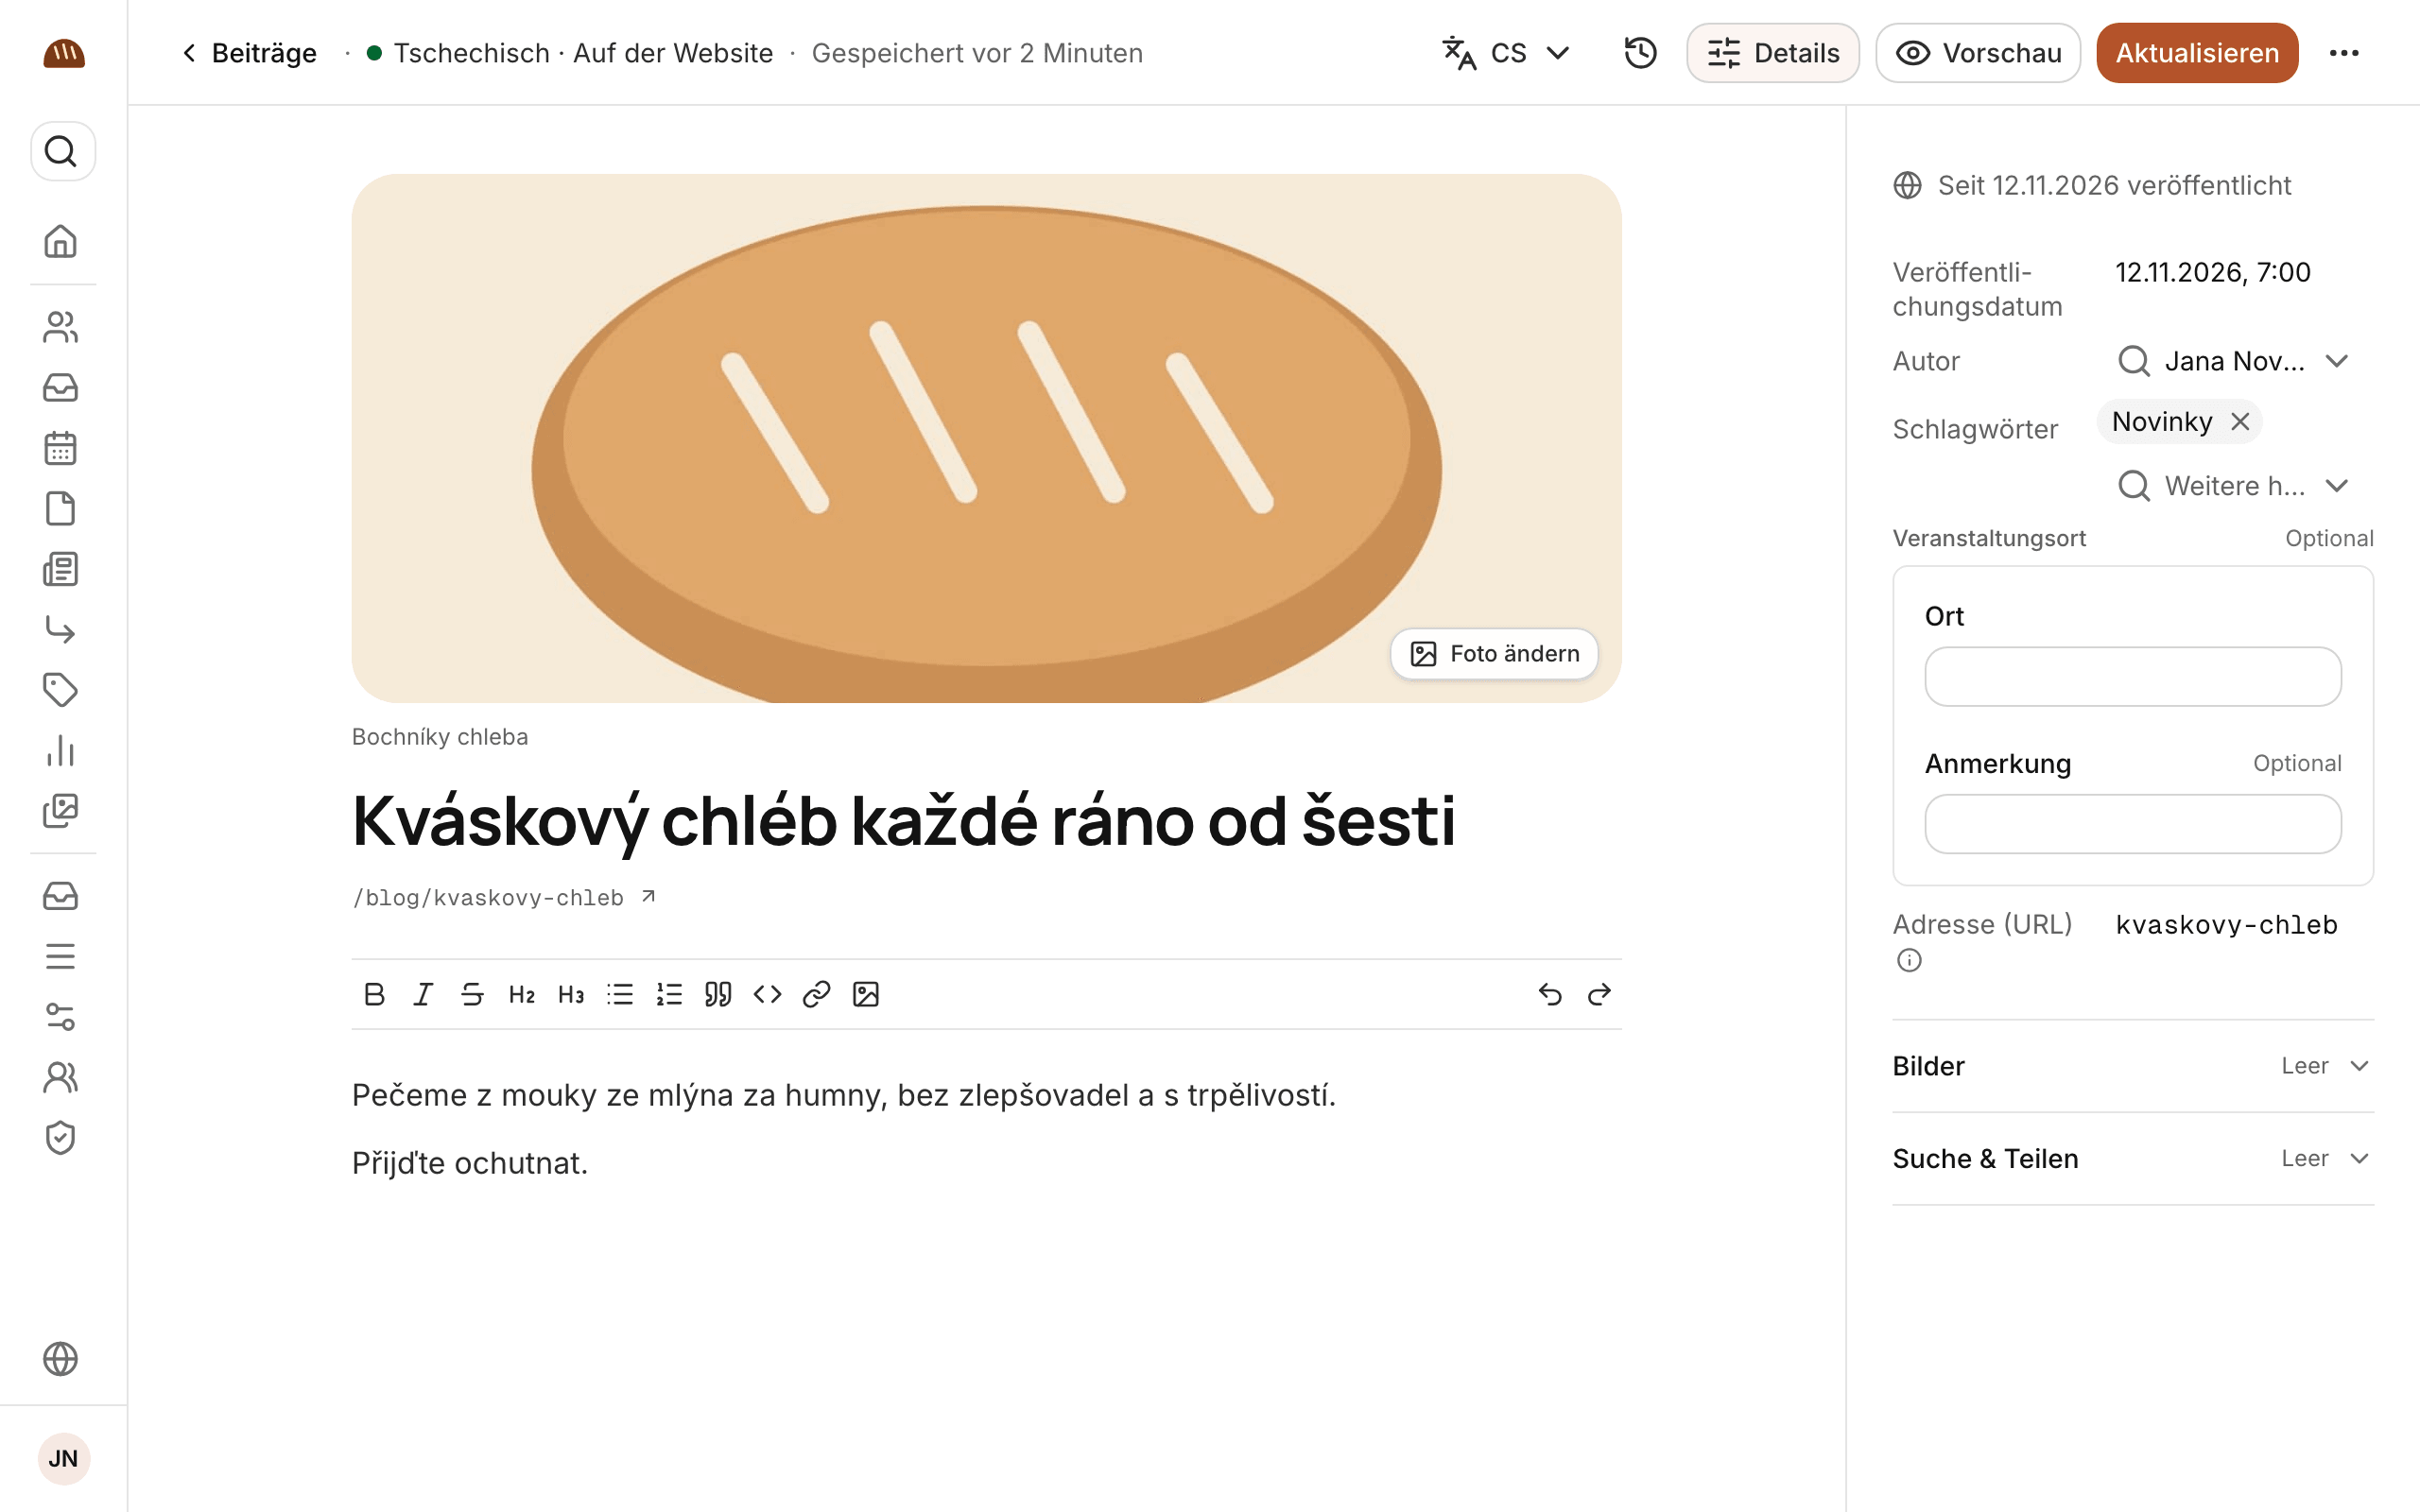 Beiträge · Tschechisch · Auf der Website · Gespeichert vor 2 Minuten
CS
Details
Vorschau
Aktualisieren
Seit 12.11.2026 veröffentlicht
Veröffentli-
chungsdatum
12.11.2026, 7:00
Autor
Jana Nov...
Schlagwörter
Novinky
Weitere h...
Veranstaltungsort
Optional
Ort
Anmerkung
Optional
Adresse (URL)
kvaskovy-chleb
Bilder
Leer
Suche & Teilen
Leer
Foto ändern
Bochníky chleba
Kváskový chléb každé ráno od šesti
/blog/kvaskovy-chleb
H2
H3
Pečeme z mouky ze mlýna za humny, bez zlepšovadel a s trpělivostí.
Přijďte ochutnat.
JN